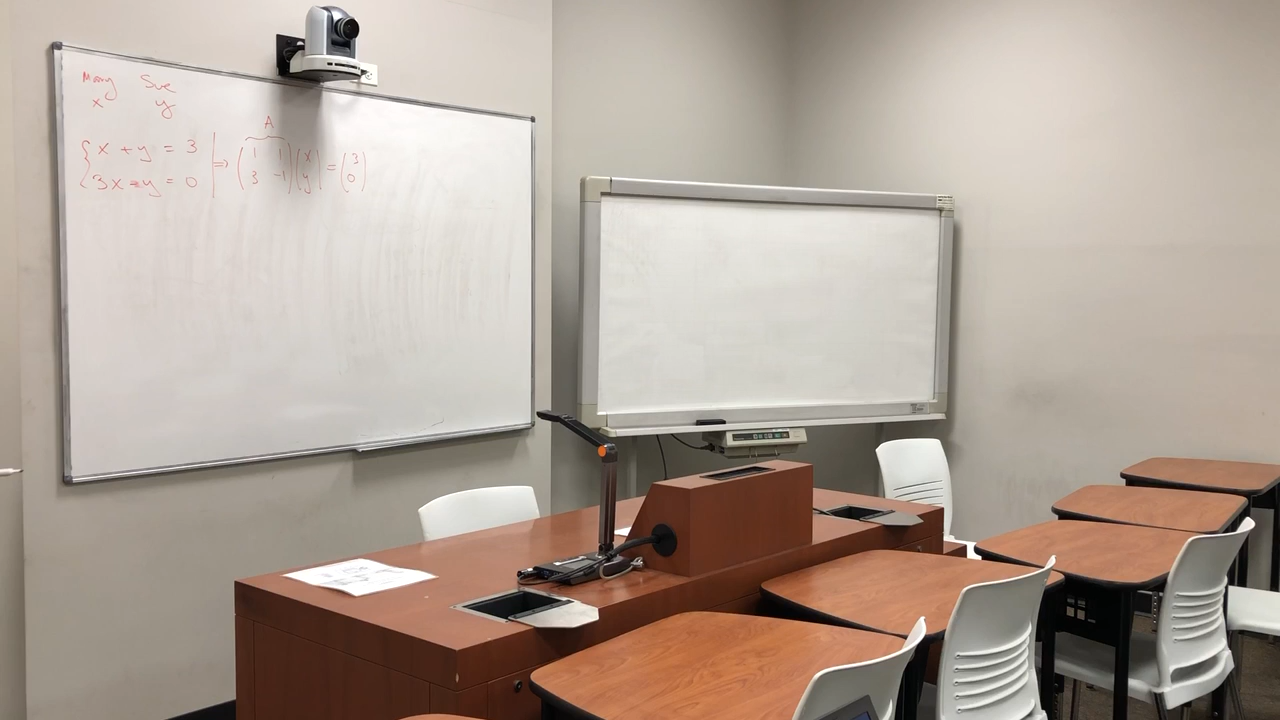 Mary Sue
x y
{ x + y = 3 | ⇒ ( 1 1 ) ( x ) = ( 3 )
{ 3x - y = 0 | ( 3 -1 ) ( y ) ( 0 )
A